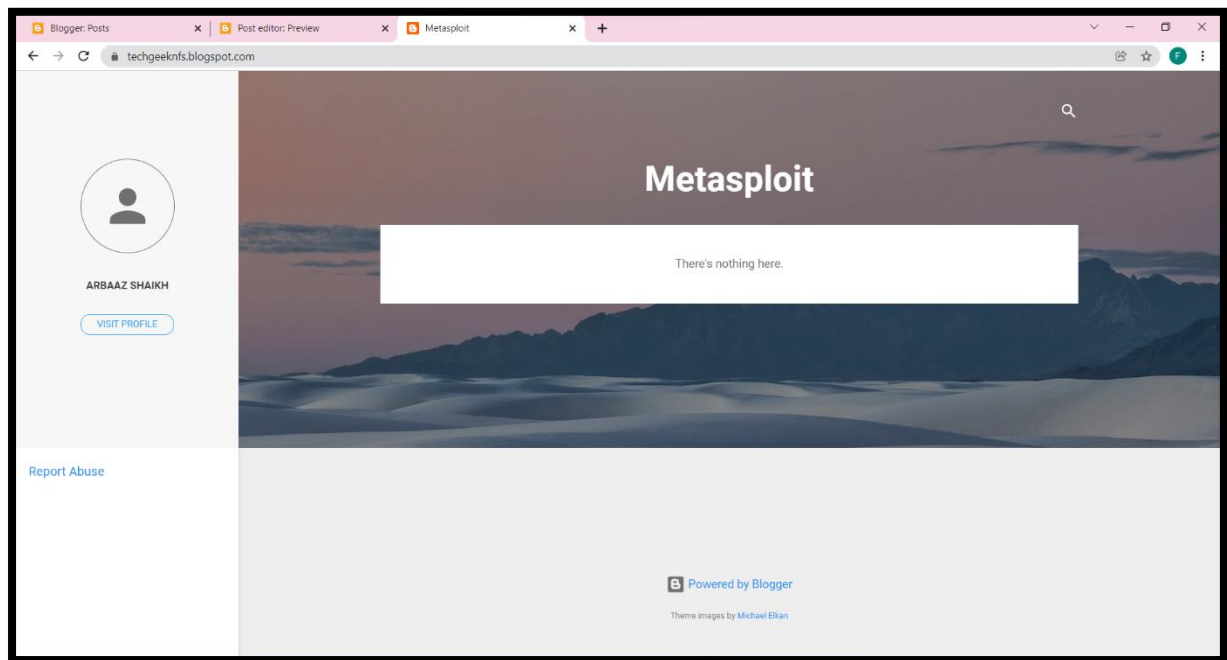 Blogger: Posts
Post editor: Preview
Metasploit
techgeeknfs.blogspot.com
F
Metasploit
There's nothing here.
ARBAAZ SHAIKH
VISIT PROFILE
Report Abuse
Powered by Blogger
Theme images by Michael Elkan